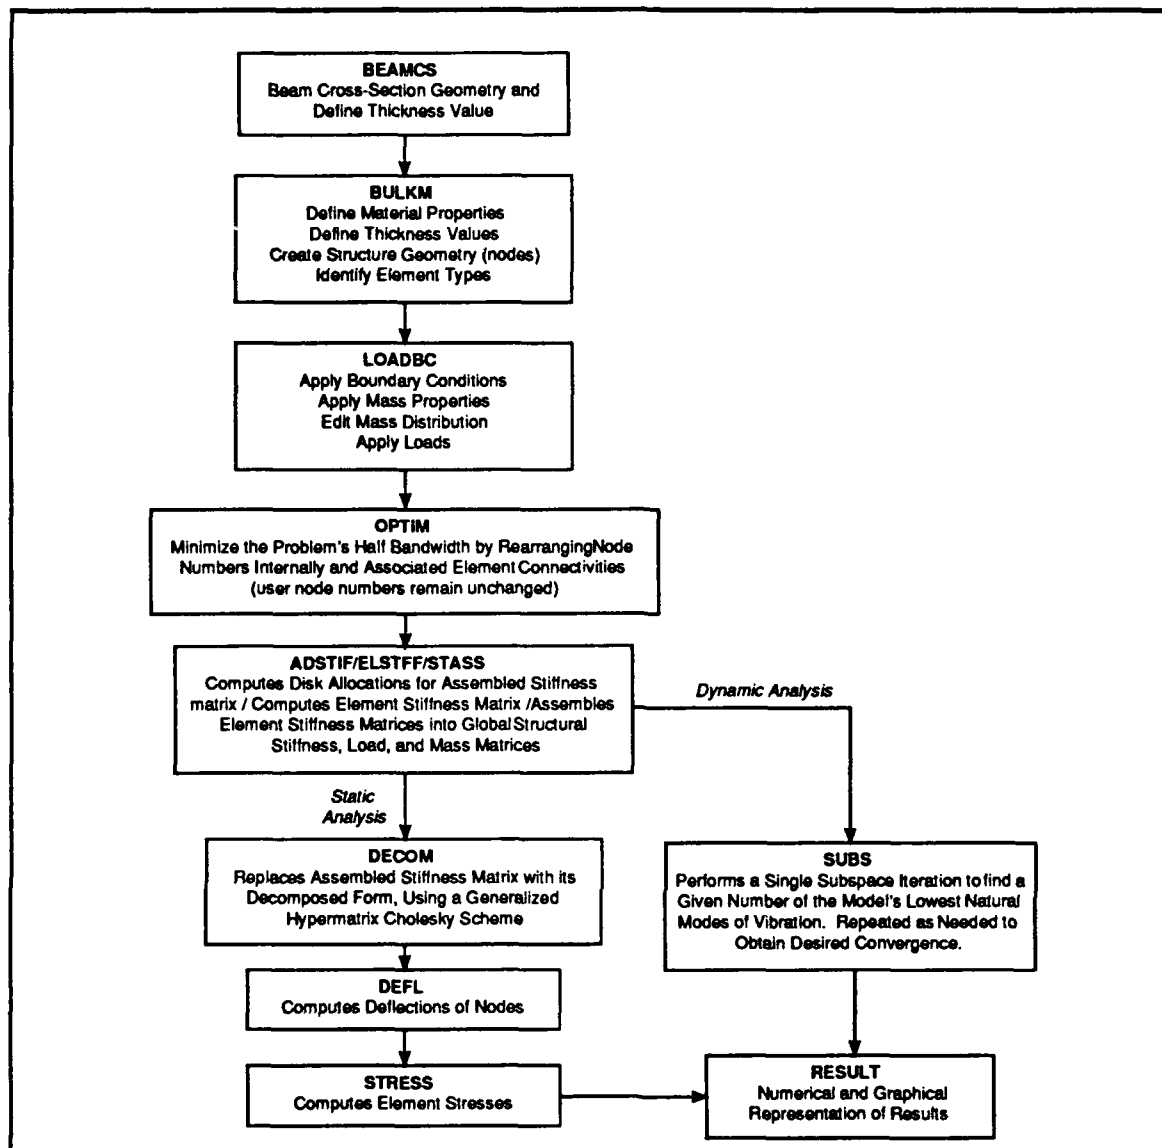 BEAMCS
Beam Cross-Section Geometry and
Define Thickness Value
BULKM
Define Material Properties
Define Thickness Values
Create Structure Geometry (nodes)
Identify Element Types
LOADBC
Apply Boundary Conditions
Apply Mass Properties
Edit Mass Distribution
Apply Loads
OPTIM
Minimize the Problem's Half Bandwidth by RearrangingNode
Numbers Internally and Associated Element Connectivities
(user node numbers remain unchanged)
ADSTIF/ELSTFF/STASS
Computes Disk Allocations for Assembled Stiffness
matrix / Computes Element Stiffness Matrix /Assembles
Element Stiffness Matrices into Global Structural
Stiffness, Load, and Mass Matrices
Dynamic Analysis
Static
Analysis
DECOM
Replaces Assembled Stiffness Matrix with its
Decomposed Form, Using a Generalized
Hypermatrix Cholesky Scheme
SUBS
Performs a Single Subspace Iteration to find a
Given Number of the Model's Lowest Natural
Modes of Vibration. Repeated as Needed to
Obtain Desired Convergence.
DEFL
Computes Deflections of Nodes
STRESS
Computes Element Stresses
RESULT
Numerical and Graphical
Representation of Results